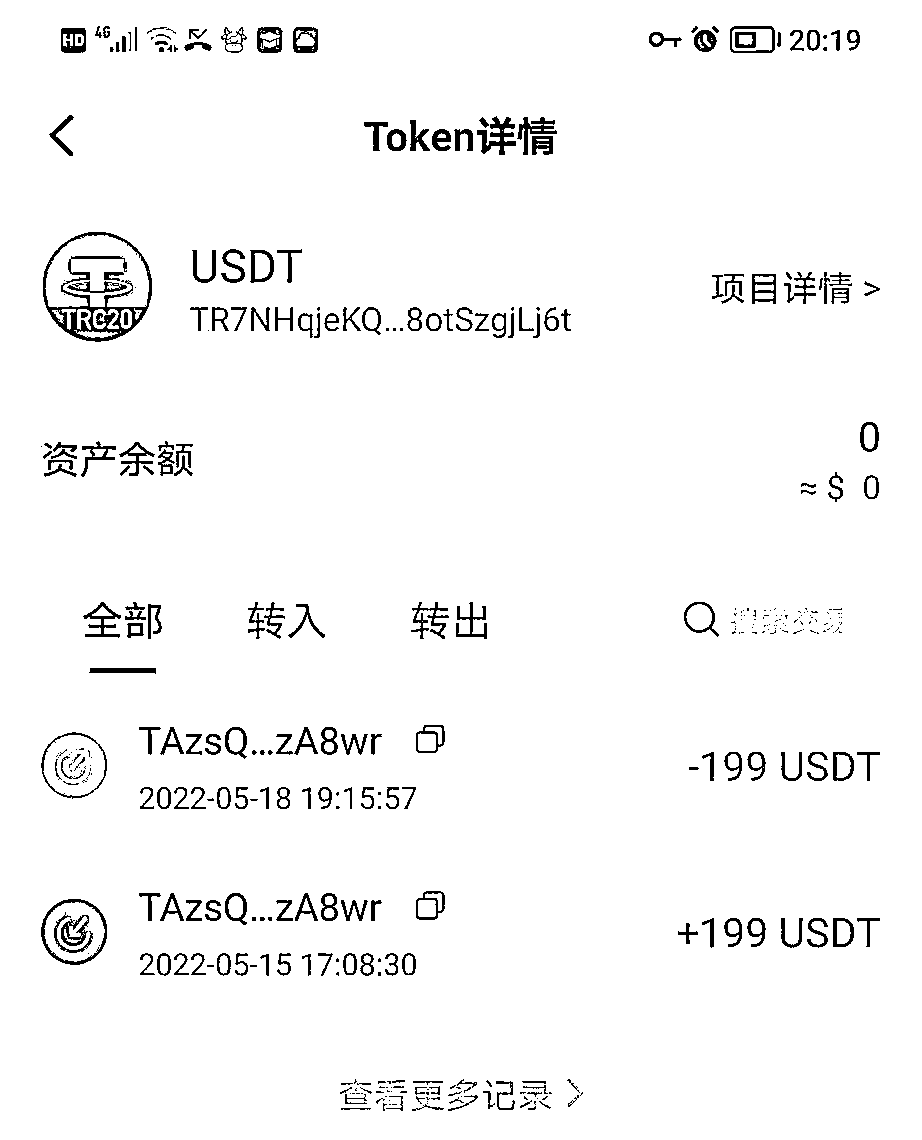 HD 4G 20:19
Token详情
USDT
TRC20
TR7NHqjeKQ...8otSzgjLj6t
项目详情 >
资产余额
0
≈ $ 0
全部 转入 转出 搜索交易
TAzsQ...zA8wr
2022-05-18 19:15:57
-199 USDT
TAzsQ...zA8wr
2022-05-15 17:08:30
+199 USDT
查看更多记录 >